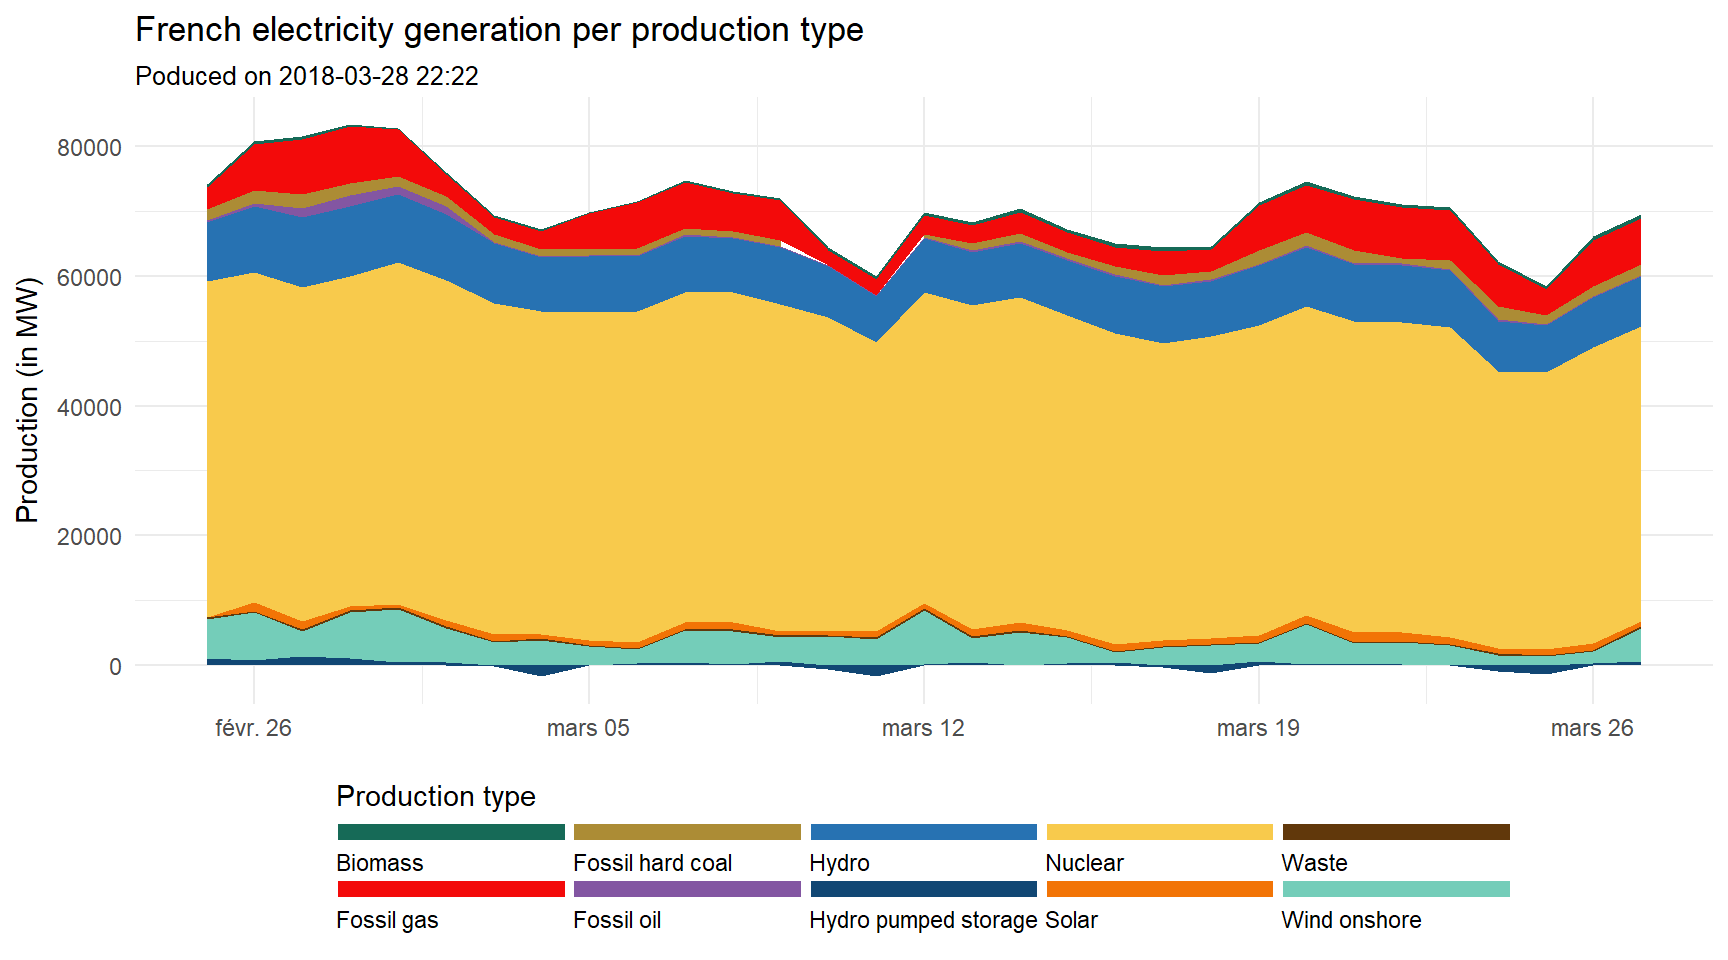 French electricity generation per production type
Poduced on 2018-03-28 22:22
Production (in MW)
80000
60000
40000
20000
0
févr. 26
mars 05
mars 12
mars 19
mars 26
Production type
Biomass
Fossil hard coal
Hydro
Nuclear
Waste
Fossil gas
Fossil oil
Hydro pumped storage
Solar
Wind onshore